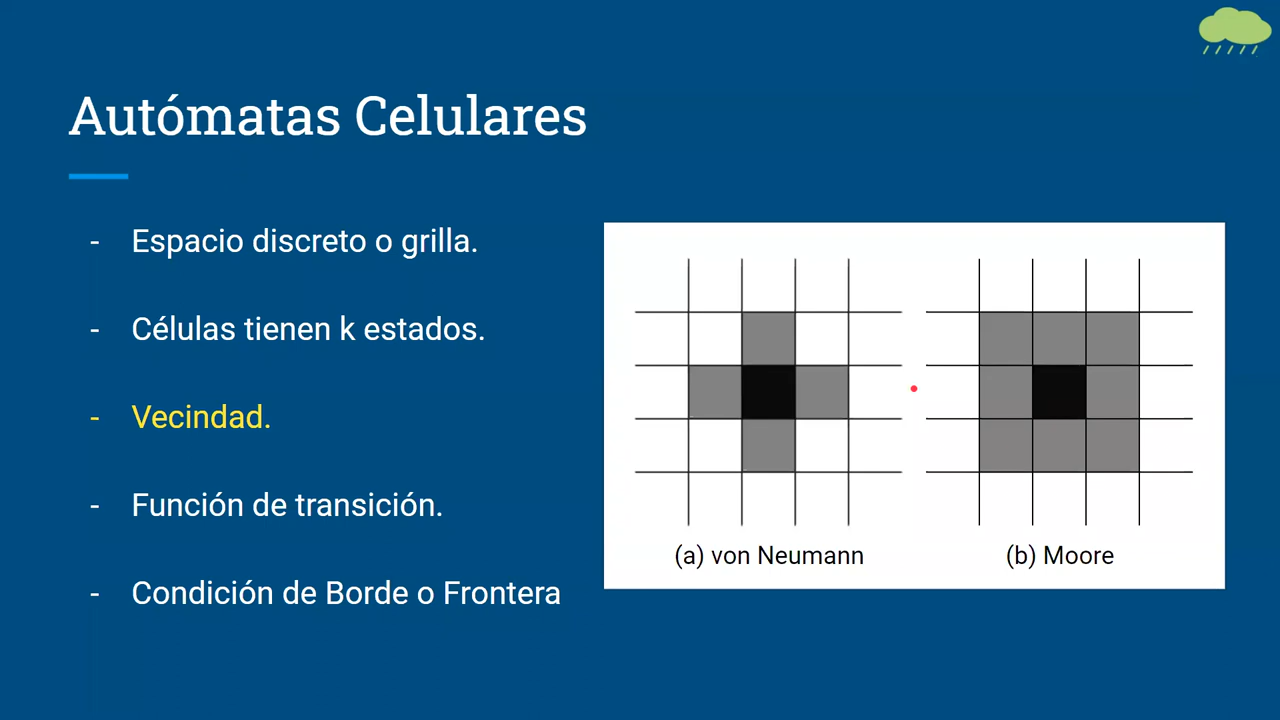 Autómatas Celulares
- Espacio discreto o grilla.
- Células tienen k estados.
- Vecindad.
- Función de transición.
- Condición de Borde o Frontera
(a) von Neumann
(b) Moore